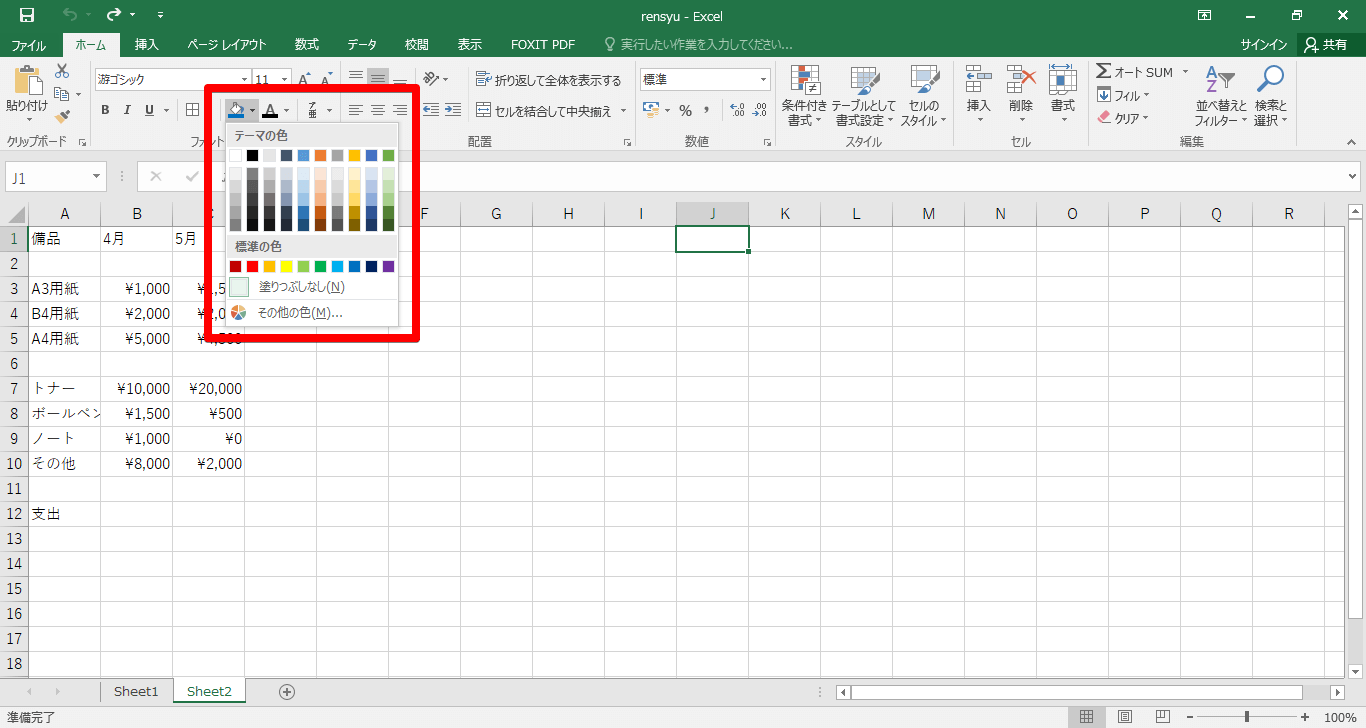 rensyu - Excel
ファイル ホーム 挿入 ページ レイアウト 数式 データ 校閲 表示 FOXIT PDF 実行したい作業を入力してください... サインイン 共有
游ゴシック 11 折り返して全体を表示する 標準 オート SUM
貼り付け B I U A 亜 セルを結合して中央揃え % , 条件付き書式 テーブルとして書式設定 セルのスタイル 挿入 削除 書式 フィル 並べ替えとフィルター 検索と選択
クリア
クリップボード フォント 配置 数値 スタイル セル 編集
テーマの色
標準の色
塗りつぶしなし(N)
その他の色(M)...
J1
A B C F G H I J K L M N O P Q R
1 備品 4月 5月
2
3 A3用紙 ¥1,000
4 B4用紙 ¥2,000
5 A4用紙 ¥5,000
6
7 トナー ¥10,000 ¥20,000
8 ボールペン ¥1,500 ¥500
9 ノート ¥1,000 ¥0
10 その他 ¥8,000 ¥2,000
11
12 支出
13
14
15
16
17
18
Sheet1 Sheet2
準備完了 100%